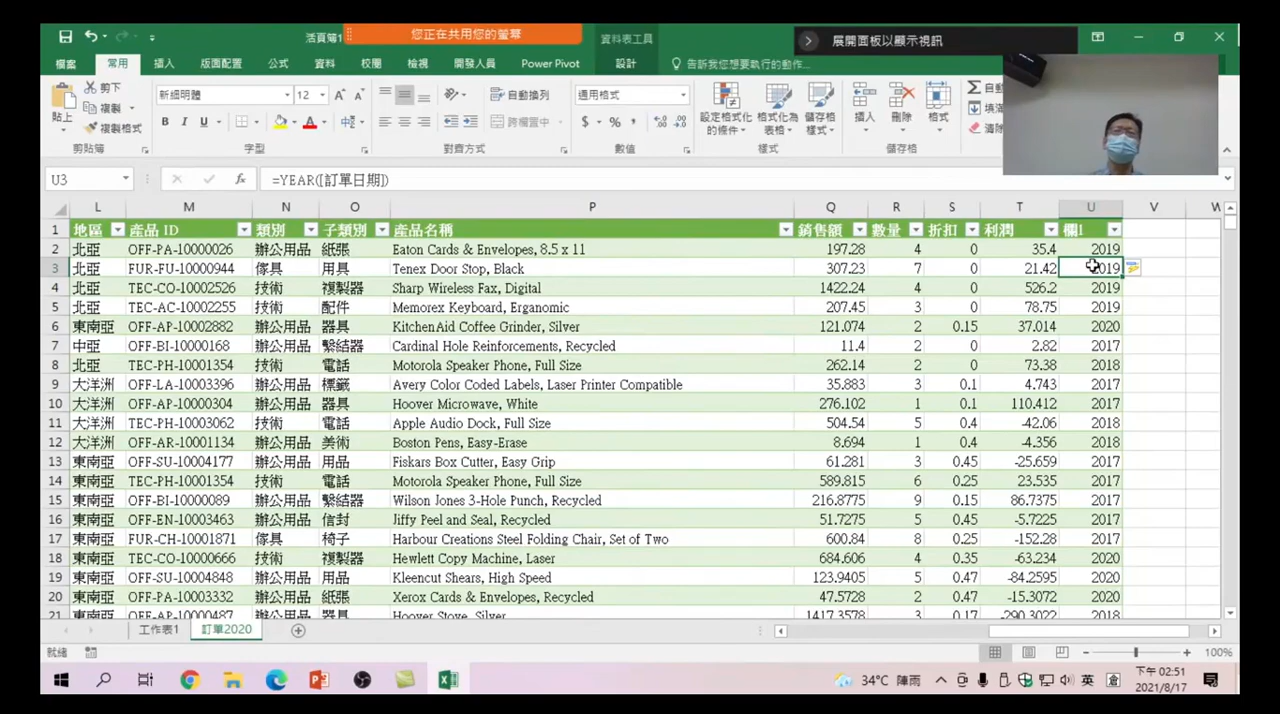 活頁簿1
您正在共用您的螢幕
資料表工具
展開面板以顯示視訊
檔案 常用 插入 版面配置 公式 資料 校閱 檢視 開發人員 Power Pivot 設計 告訴我您想要執行的動作...
貼上 剪下 複製 複製格式
新細明體 12
B I U
自動換列
跨欄置中
通用格式
$ % ,
設定格式化的條件 格式化為表格 儲存格樣式
插入 刪除 格式
剪貼簿 字型 對齊方式 數值 樣式 儲存格
U3 fx =YEAR([訂單日期])
L M N O P Q R S T U V W
1 地區 產品 ID 類別 子類別 產品名稱 銷售額 數量 折扣 利潤 欄1
2 北亞 OFF-PA-10000026 辦公用品 紙張 Eaton Cards & Envelopes, 8.5 x 11 197.28 4 0 35.4 2019
3 北亞 FUR-FU-10000944 傢具 用具 Tenex Door Stop, Black 307.23 7 0 21.42 2019
4 北亞 TEC-CO-10002526 技術 複製器 Sharp Wireless Fax, Digital 1422.24 4 0 526.2 2019
5 北亞 TEC-AC-10002255 技術 配件 Memorex Keyboard, Erganomic 207.45 3 0 78.75 2019
6 東南亞 OFF-AP-10002882 辦公用品 器具 KitchenAid Coffee Grinder, Silver 121.074 2 0.15 37.014 2020
7 中亞 OFF-BI-10000168 辦公用品 繫結器 Cardinal Hole Reinforcements, Recycled 11.4 2 0 2.82 2017
8 北亞 TEC-PH-10001354 技術 電話 Motorola Speaker Phone, Full Size 262.14 2 0 73.38 2018
9 大洋洲 OFF-LA-10003396 辦公用品 標籤 Avery Color Coded Labels, Laser Printer Compatible 35.883 3 0.1 4.743 2017
10 大洋洲 OFF-AP-10000304 辦公用品 器具 Hoover Microwave, White 276.102 1 0.1 110.412 2017
11 大洋洲 TEC-PH-10003062 技術 電話 Apple Audio Dock, Full Size 504.54 5 0.4 -42.06 2018
12 大洋洲 OFF-AR-10001134 辦公用品 美術 Boston Pens, Easy-Erase 8.694 1 0.4 -4.356 2018
13 東南亞 OFF-SU-10004177 辦公用品 用品 Fiskars Box Cutter, Easy Grip 61.281 3 0.45 -25.659 2017
14 東南亞 TEC-PH-10001354 技術 電話 Motorola Speaker Phone, Full Size 589.815 6 0.25 23.535 2017
15 東南亞 OFF-BI-10000089 辦公用品 繫結器 Wilson Jones 3-Hole Punch, Recycled 216.8775 9 0.15 86.7375 2017
16 東南亞 OFF-EN-10003463 辦公用品 信封 Jiffy Peel and Seal, Recycled 51.7275 5 0.45 -5.7225 2017
17 東南亞 FUR-CH-10001871 傢具 椅子 Harbour Creations Steel Folding Chair, Set of Two 600.84 8 0.25 -152.28 2017
18 東南亞 TEC-CO-10000666 技術 複製器 Hewlett Copy Machine, Laser 684.606 4 0.35 -63.234 2020
19 東南亞 OFF-SU-10004848 辦公用品 用品 Kleencut Shears, High Speed 123.9405 5 0.47 -84.2595 2020
20 東南亞 OFF-PA-10003332 辦公用品 紙張 Xerox Cards & Envelopes, Recycled 47.5728 2 0.47 -15.3072 2020
21 東南亞 OFF-AP-10000487 辦公用品 器具 Hoover Stove, Silver 1417.3578 3 0.17 -290.3022 2018
工作表1 訂單2020
就緒 100%
34°C 陣雨 英 下午 02:51
2021/8/17